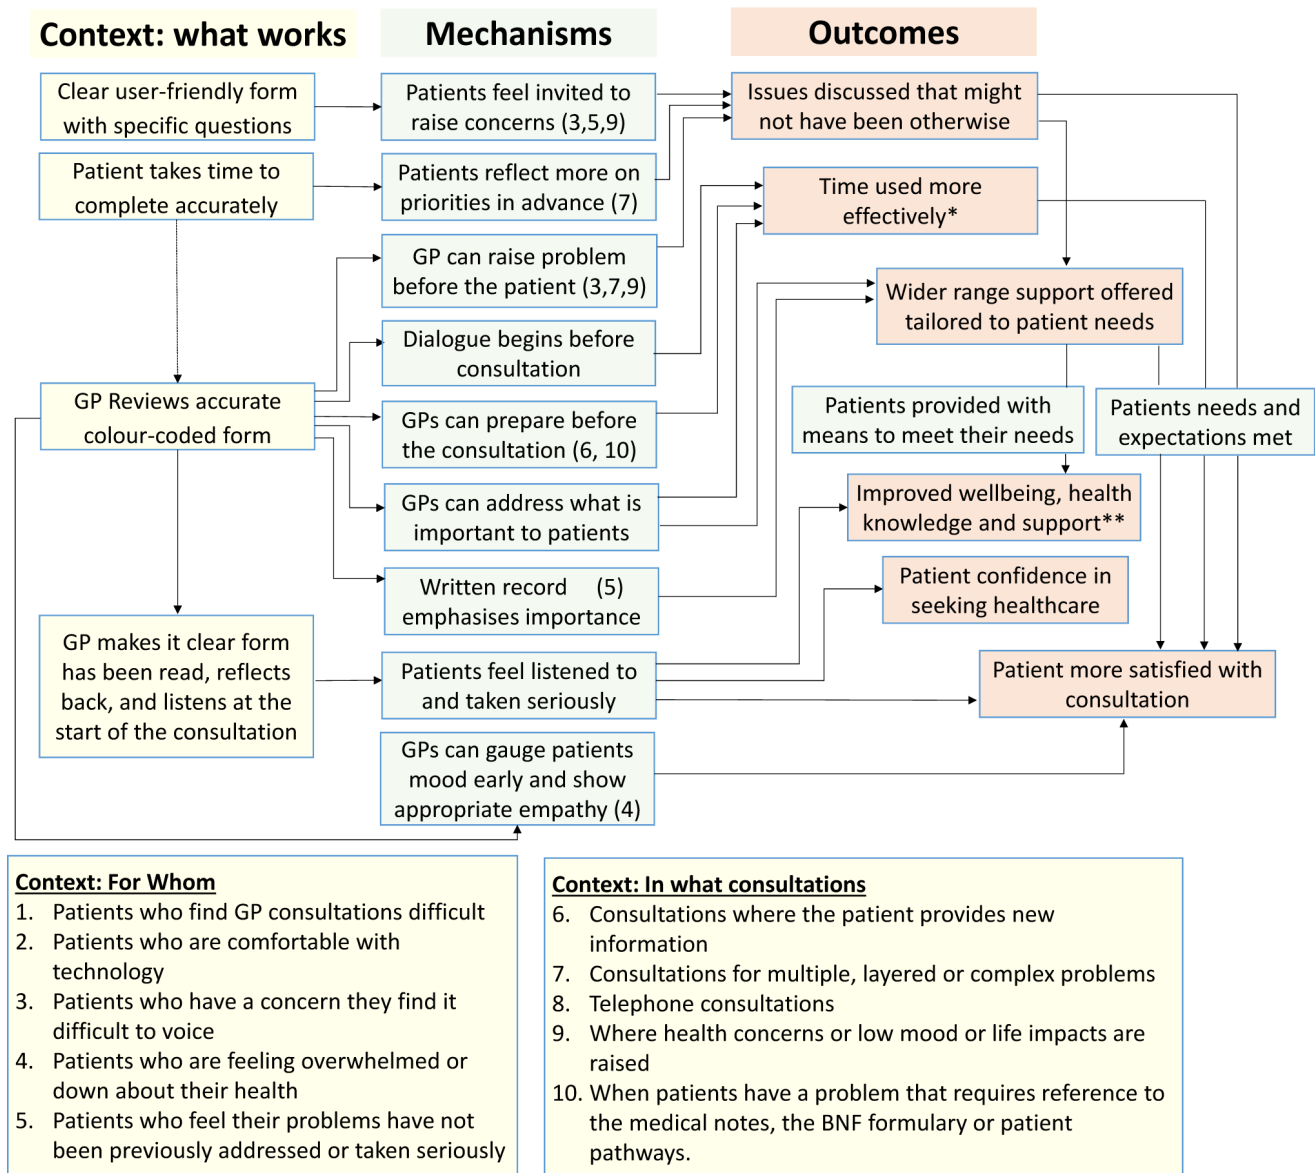 Context: what works
Mechanisms
Outcomes
Clear user-friendly form
with specific questions
Patients feel invited to
raise concerns (3,5,9)
Issues discussed that might
not have been otherwise
Patient takes time to
complete accurately
Patients reflect more on
priorities in advance (7)
Time used more
effectively*
GP can raise problem
before the patient (3,7,9)
Wider range support offered
tailored to patient needs
Dialogue begins before
consultation
GP Reviews accurate
colour-coded form
GPs can prepare before
the consultation (6, 10)
Patients provided with
means to meet their needs
Patients needs and
expectations met
GPs can address what is
important to patients
Improved wellbeing, health
knowledge and support**
Written record (5)
emphasises importance
Patient confidence in
seeking healthcare
GP makes it clear form
has been read, reflects
back, and listens at the
start of the consultation
Patients feel listened to
and taken seriously
Patient more satisfied with
consultation
GPs can gauge patients
mood early and show
appropriate empathy (4)
Context: For Whom
1. Patients who find GP consultations difficult
2. Patients who are comfortable with
technology
3. Patients who have a concern they find it
difficult to voice
4. Patients who are feeling overwhelmed or
down about their health
5. Patients who feel their problems have not
been previously addressed or taken seriously
Context: In what consultations
6. Consultations where the patient provides new
information
7. Consultations for multiple, layered or complex problems
8. Telephone consultations
9. Where health concerns or low mood or life impacts are
raised
10. When patients have a problem that requires reference to
the medical notes, the BNF formulary or patient
pathways.